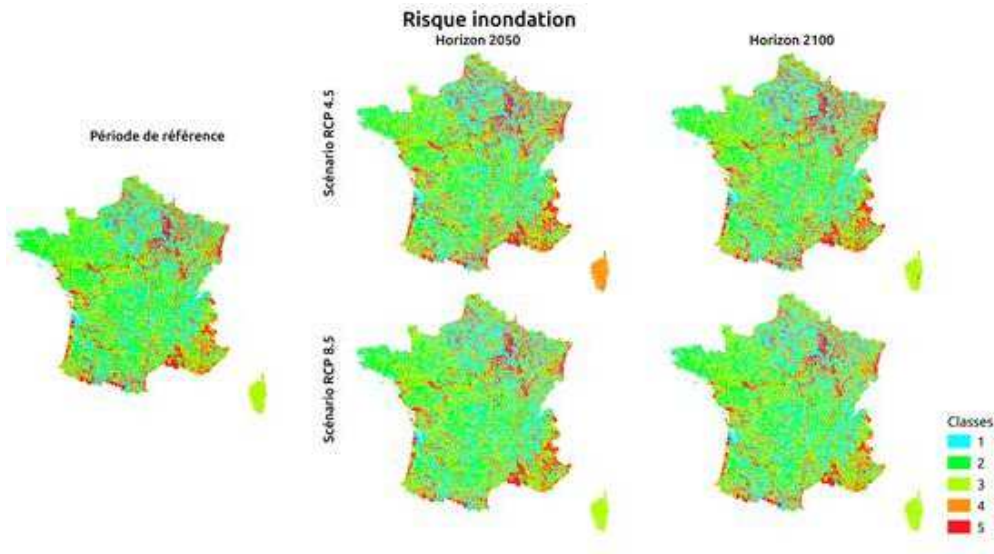 Risque inondation
Horizon 2050
Horizon 2100
Période de référence
Scénario RCP 4.5
Scénario RCP 8.5
Classes
1
2
3
4
5